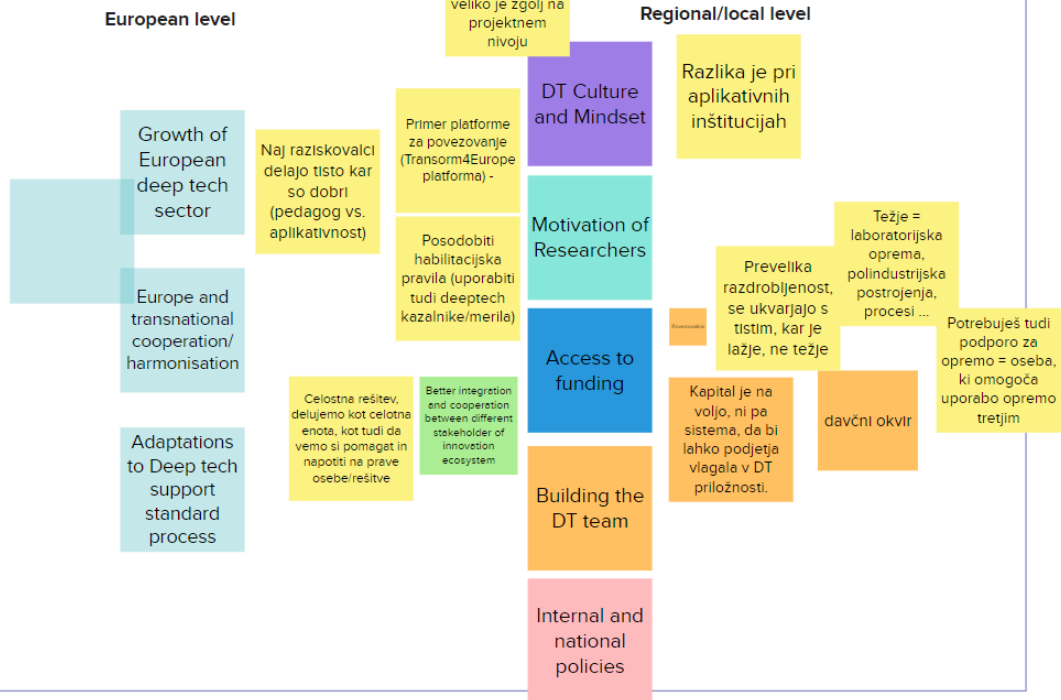 European level
Regional/local level
veliko je zgolj na
projektnem
nivoju
DT Culture
and Mindset
Razlika je pri
aplikativnih
inštitucijah
Growth of
European
deep tech
sector
Naj raziskovalci
delajo tisto kar
so dobri
(pedagog vs.
aplikativnost)
Primer platforme
za povezovanje
(Transorm4Europe
platforma) -
Motivation of
Researchers
Posodobiti
habilitacijska
pravila (uporabiti
tudi deeptech
kazalnike/merila)
Težje =
laboratorijska
oprema,
polindustrijska
postrojenja,
procesi ...
Prevelika
razdrobljenost,
se ukvarjajo s
tistim, kar je
lažje, ne težje
Potrebuješ tudi
podporo za
opremo = oseba,
ki omogoča
uporabo opremo
tretjim
Europe and
transnational
cooperation/
harmonisation
Access to
funding
Celostna rešitev,
delujemo kot celotna
enota, kot tudi da
vemo si pomagat in
napotiti na prave
osebe/rešitve
Better integration
and cooperation
between different
stakeholder of
innovation
ecosystem
Kapital je na
voljo, ni pa
sistema, da bi
lahko podjetja
vlagala v DT
priložnosti.
davčni okvir
Adaptations
to Deep tech
support
standard
process
Building the
DT team
Internal and
national
policies